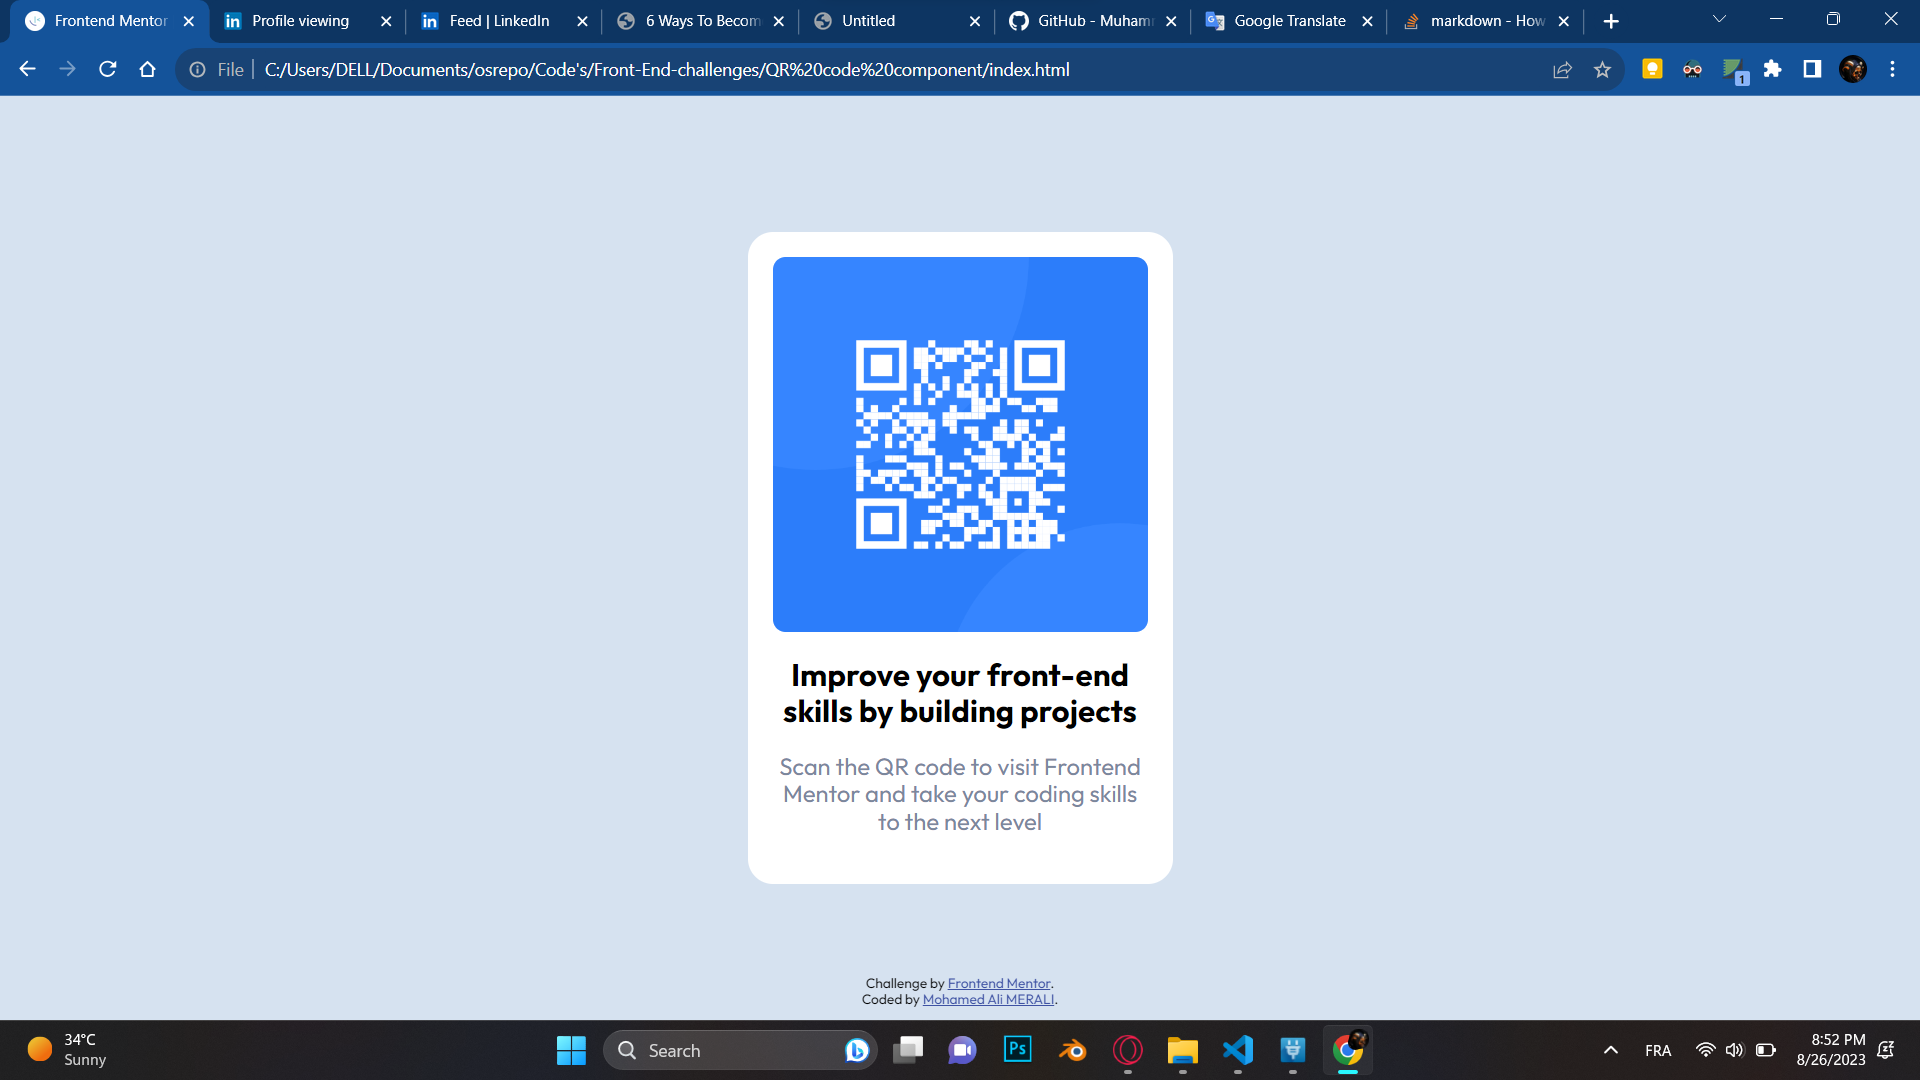 Frontend Mentor
Profile viewing
Feed | LinkedIn
6 Ways To Becom
Untitled
GitHub - Muhamm
Google Translate
markdown - How
File
C:/Users/DELL/Documents/osrepo/Code's/Front-End-challenges/QR%20code%20component/index.html
1
Improve your front-end
skills by building projects
Scan the QR code to visit Frontend
Mentor and take your coding skills
to the next level
Challenge by Frontend Mentor.
Coded by Mohamed Ali MERALI.
34°C
Sunny
Search
Ps
FRA
8:52 PM
8/26/2023